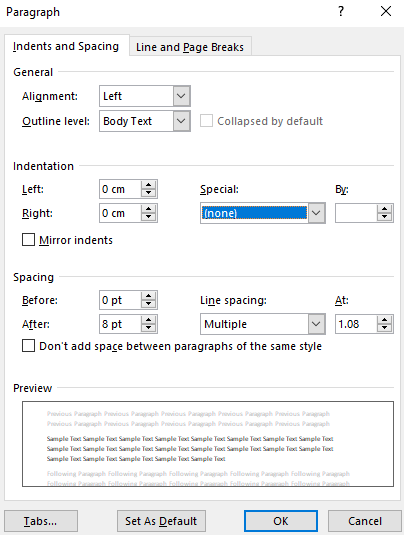 Paragraph ? ×
Indents and Spacing Line and Page Breaks
General
Alignment: Left
Outline level: Body Text Collapsed by default
Indentation
Left: 0 cm Special: By:
Right: 0 cm (none)
Mirror indents
Spacing
Before: 0 pt Line spacing: At:
After: 8 pt Multiple 1.08
Don't add space between paragraphs of the same style
Preview
Previous Paragraph Previous Paragraph Previous Paragraph Previous Paragraph Previous Paragraph
Previous Paragraph Previous Paragraph Previous Paragraph Previous Paragraph Previous Paragraph
Sample Text Sample Text Sample Text Sample Text Sample Text Sample Text Sample Text Sample Text
Sample Text Sample Text Sample Text Sample Text Sample Text Sample Text Sample Text Sample Text
Sample Text Sample Text Sample Text Sample Text Sample Text
Following Paragraph Following Paragraph Following Paragraph Following Paragraph Following Paragraph
Following Paragraph Following Paragraph Following Paragraph Following Paragraph Following Paragraph
Tabs... Set As Default OK Cancel